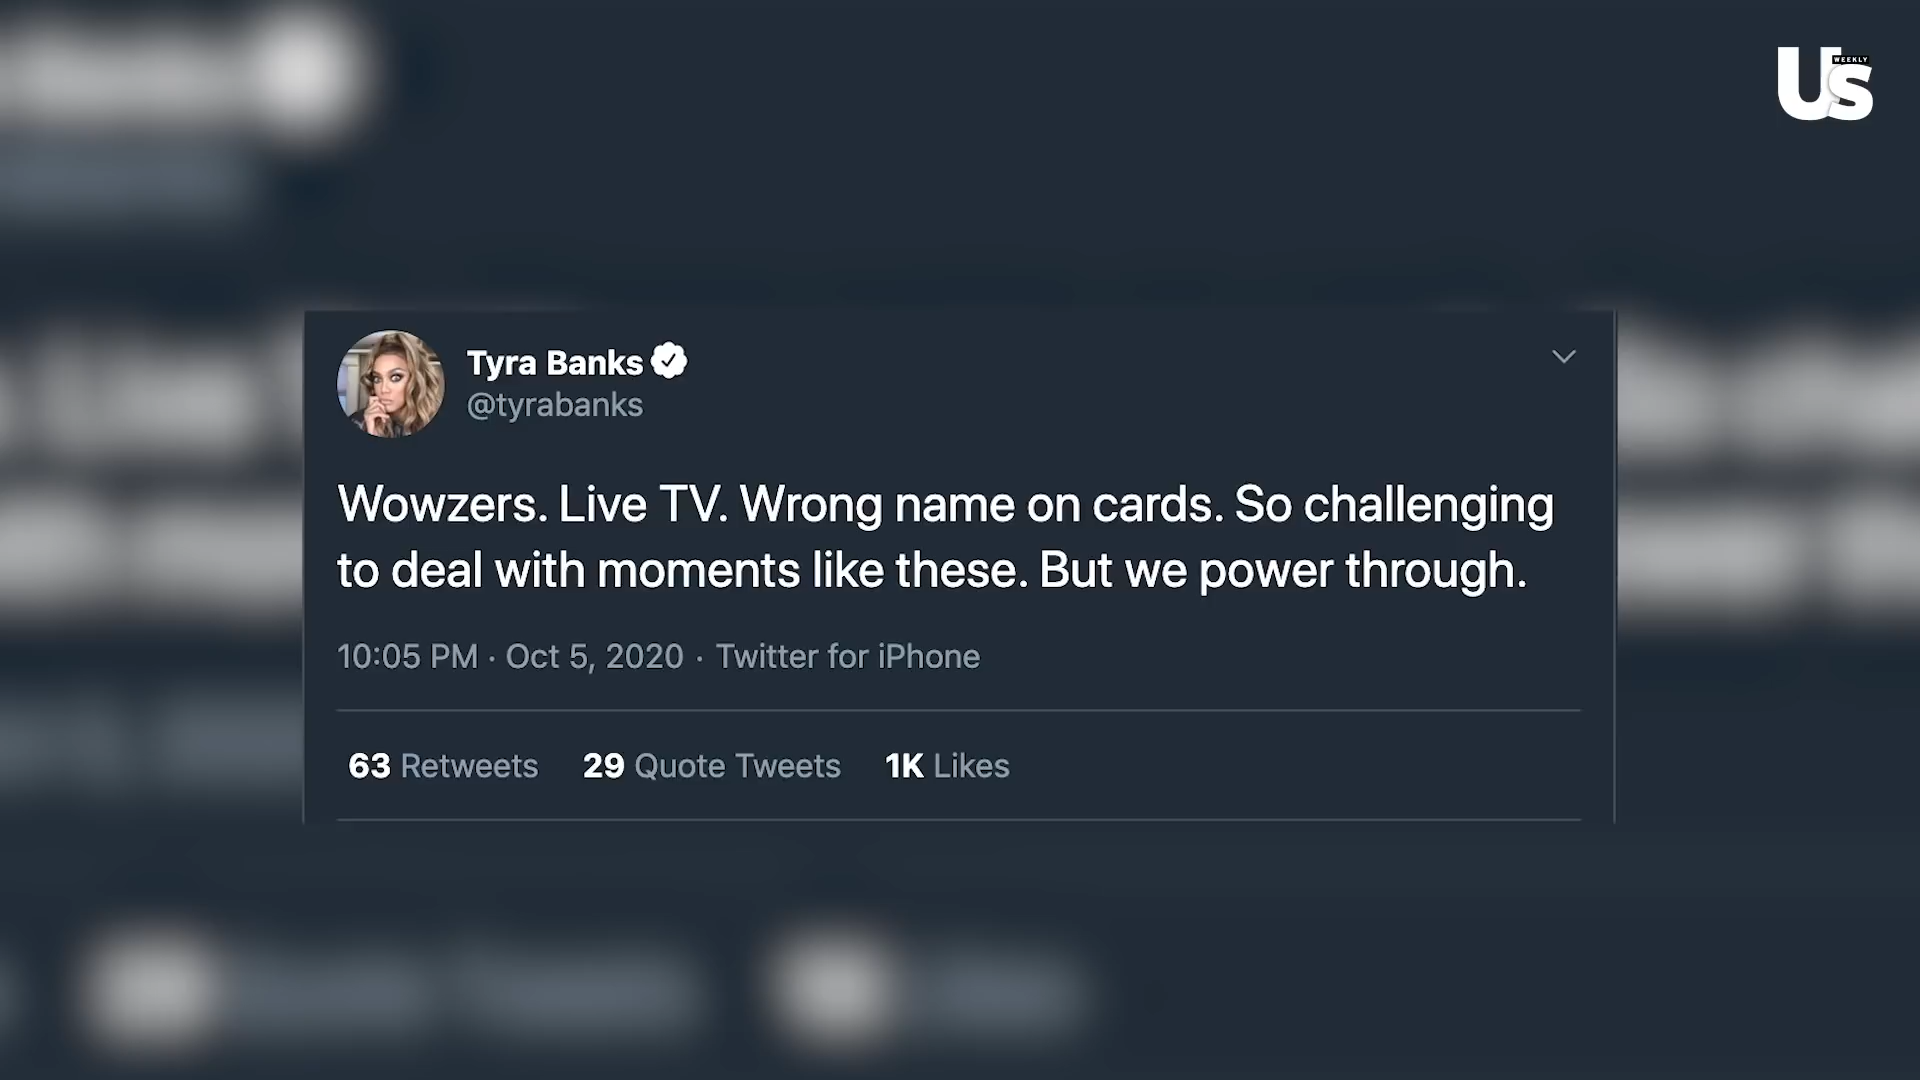 Us
WEEKLY
Tyra Banks
@tyrabanks
Wowzers. Live TV. Wrong name on cards. So challenging
to deal with moments like these. But we power through.
10:05 PM · Oct 5, 2020 · Twitter for iPhone
63 Retweets 29 Quote Tweets 1K Likes